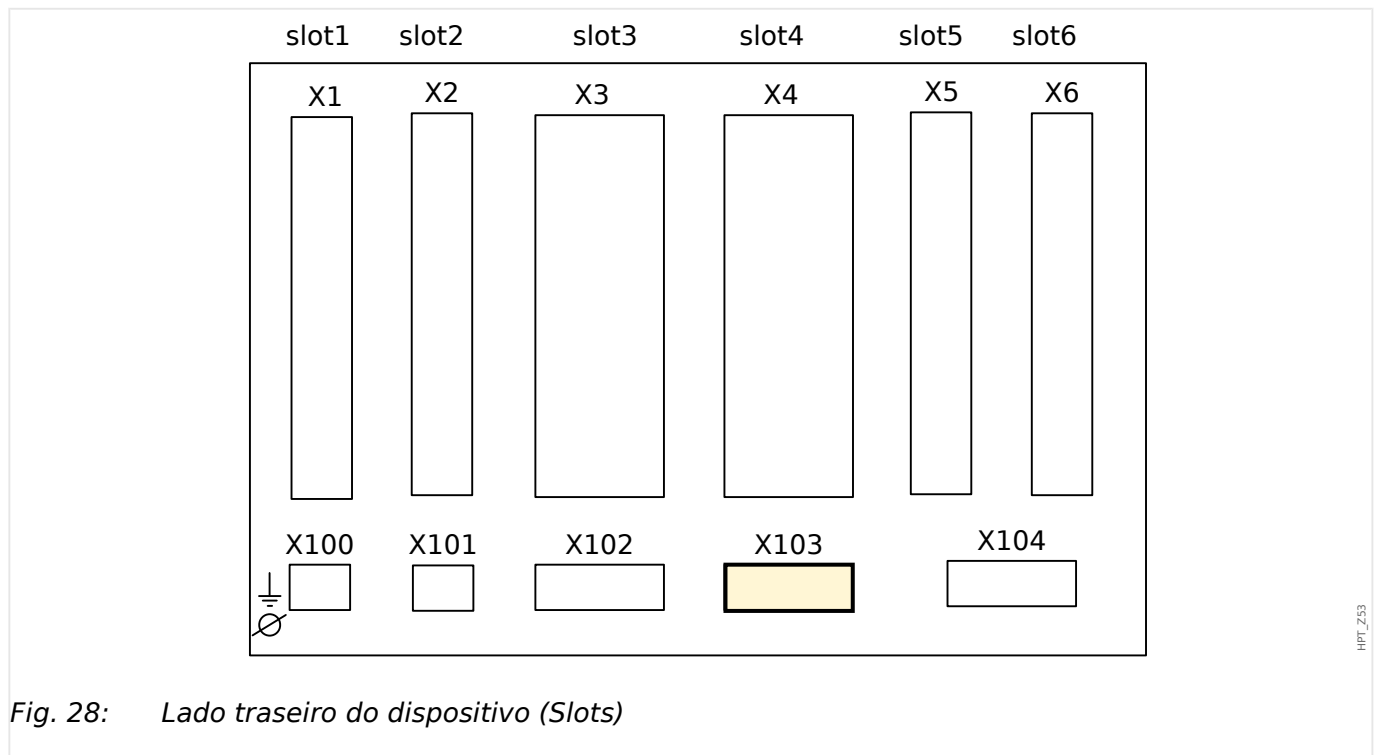 slot1 slot2 slot3 slot4 slot5 slot6
X1 X2 X3 X4 X5 X6
X100 X101 X102 X103 X104
HPT_Z53
Fig. 28: Lado traseiro do dispositivo (Slots)